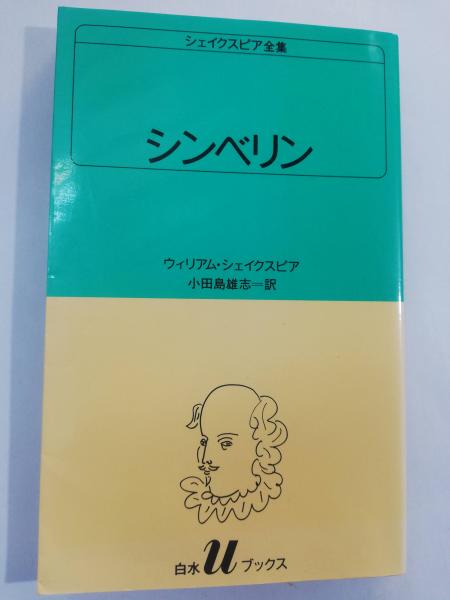 シェイクスピア全集
シンベリン
ウィリアム・シェイクスピア
小田島雄志=訳
白水uブックス